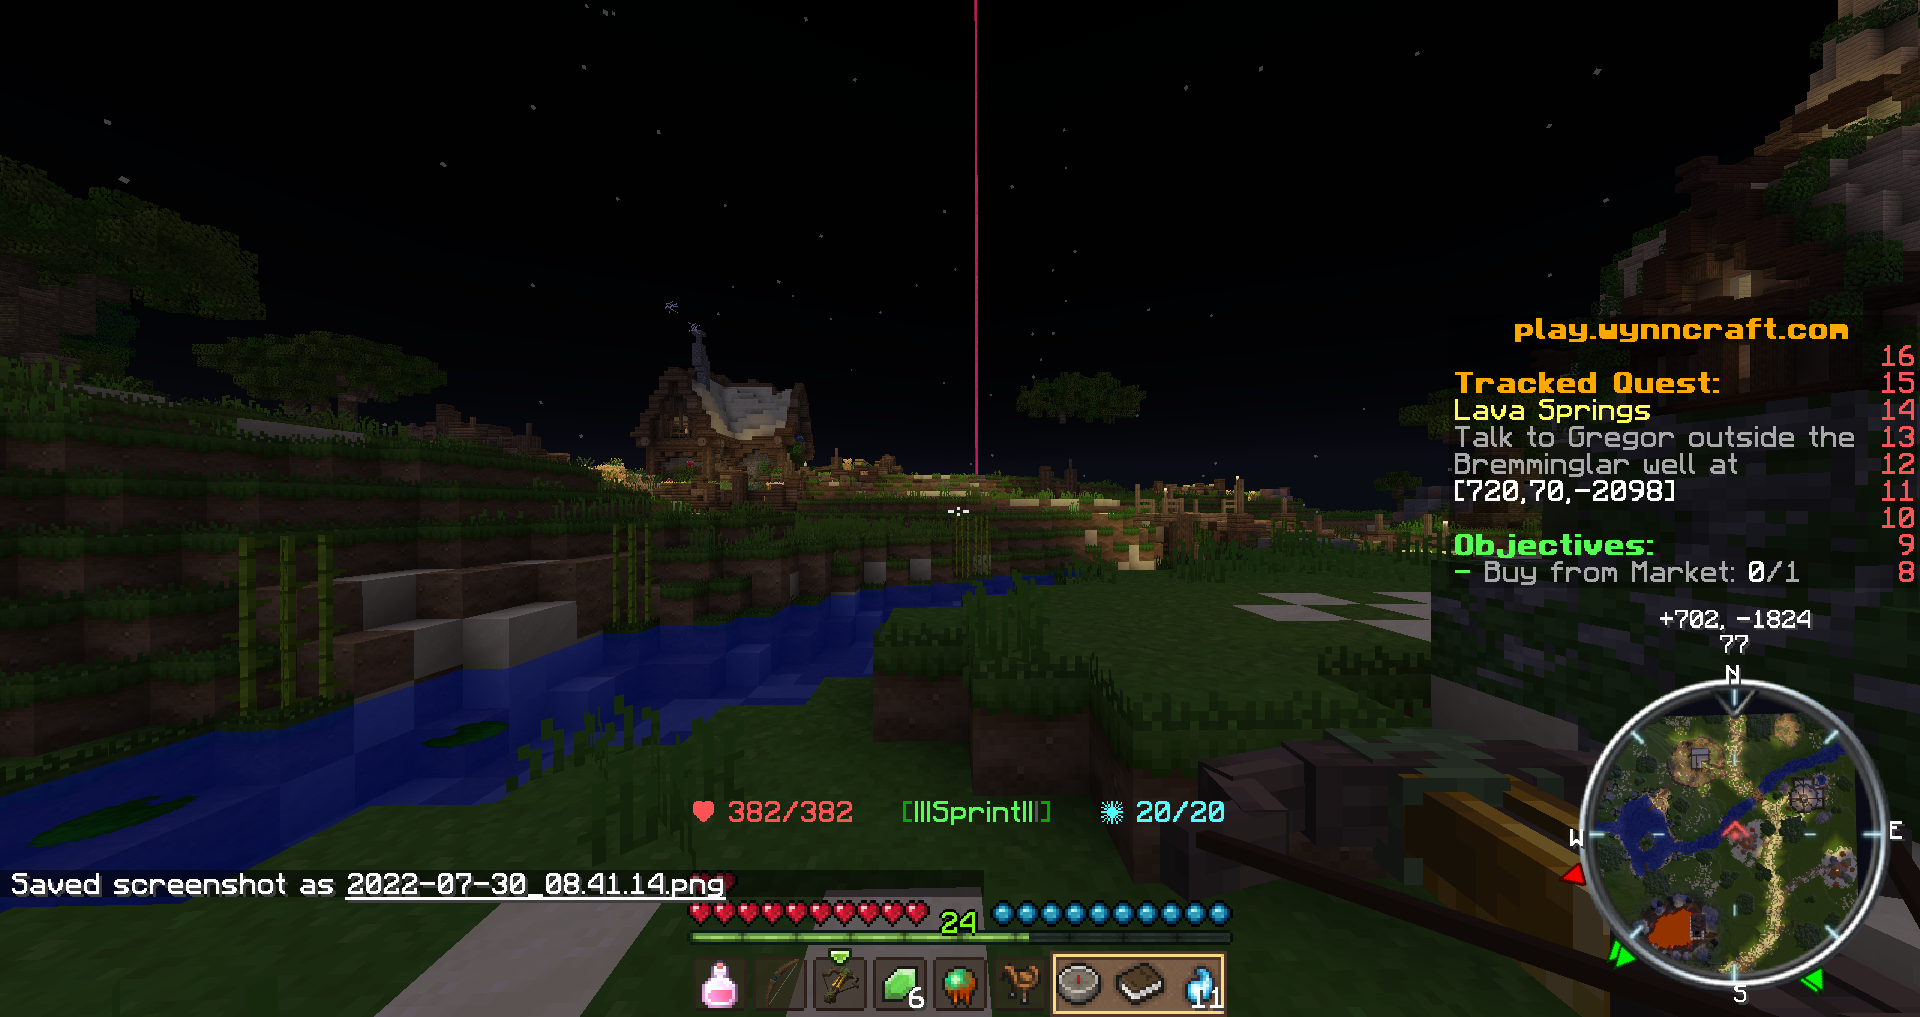 play.wynncraft.com
16
Tracked Quest: 15
Lava Springs 14
Talk to Gregor outside the 13
Bremminglar well at 12
[720,70,-2098] 11
10
Objectives: 9
- Buy from Market: 0/1 8
+702, -1824
77
N
W
E
S
382/382 [|||Sprint|||] 20/20
Saved screenshot as 2022-07-30_08.41.14.png
24
6
11